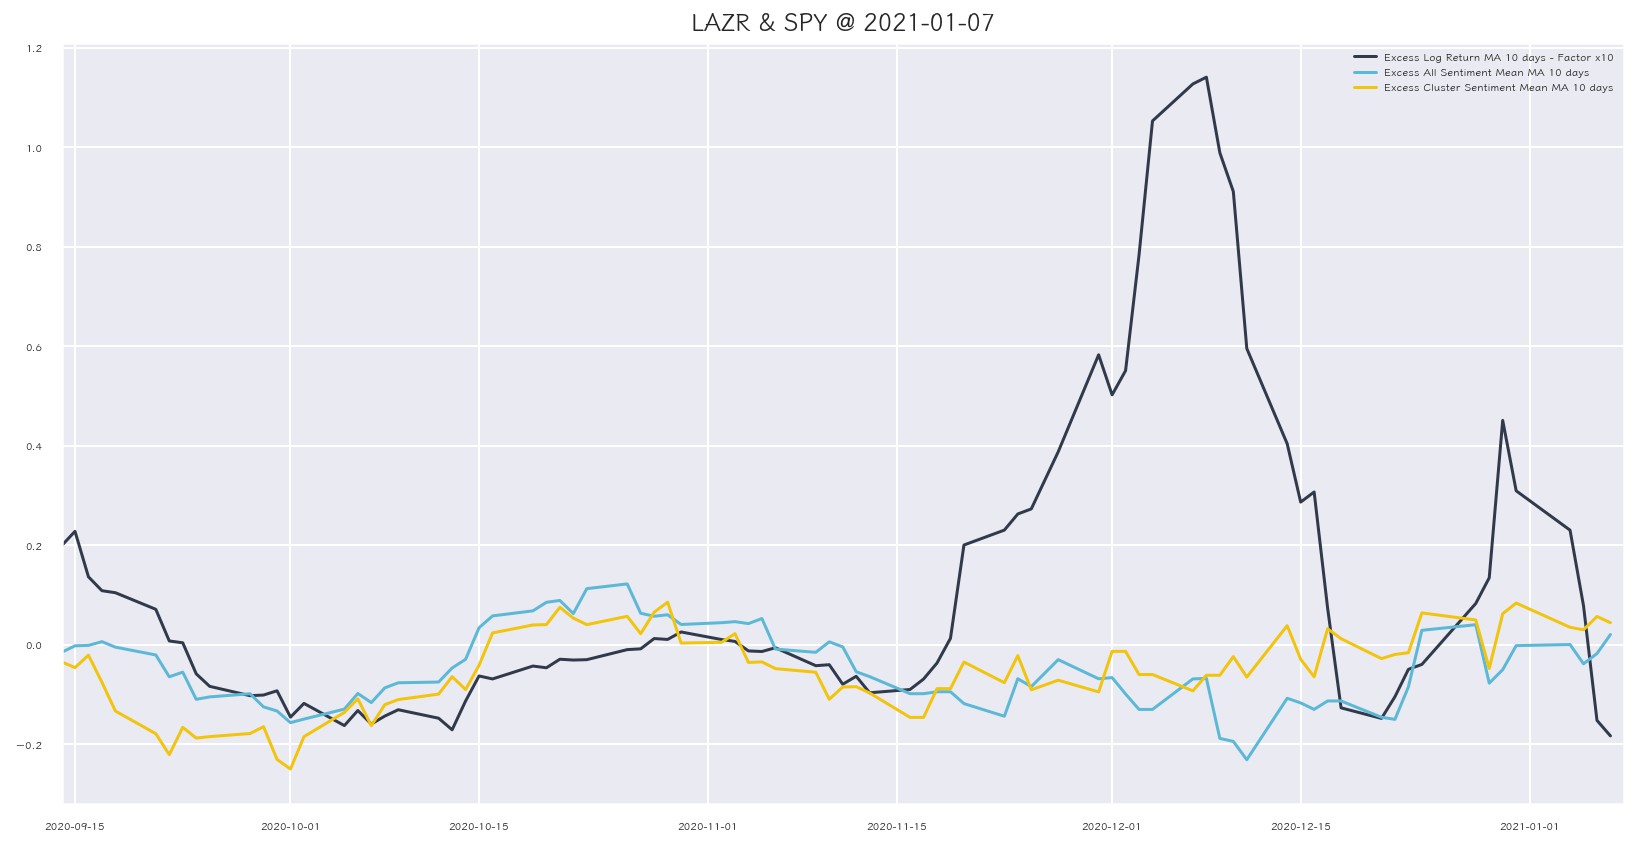 LAZR & SPY @ 2021-01-07
Excess Log Return MA 10 days - Factor x10
Excess All Sentiment Mean MA 10 days
Excess Cluster Sentiment Mean MA 10 days
1.2
1.0
0.8
0.6
0.4
0.2
0.0
−0.2
2020-09-15 2020-10-01 2020-10-15 2020-11-01 2020-11-15 2020-12-01 2020-12-15 2021-01-01